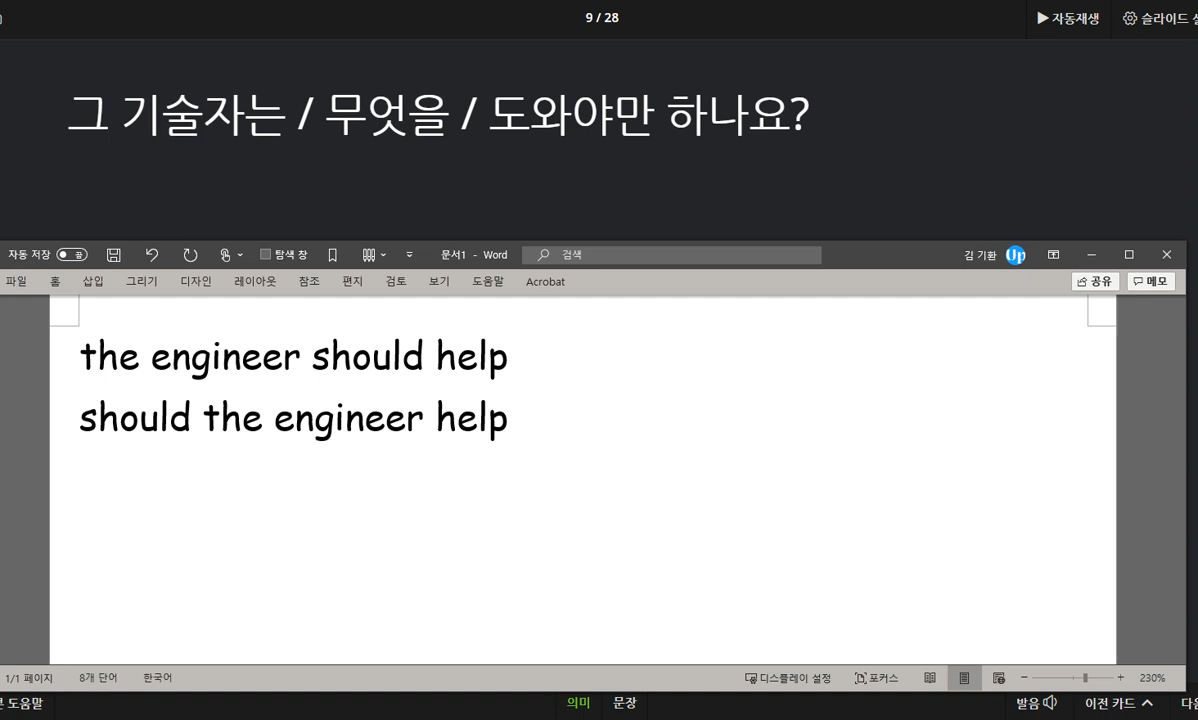 9 / 28
▶자동재생
슬라이드
그 기술자는 / 무엇을 / 도와야만 하나요?
자동 저장
탐색 창
문서1 - Word
검색
김 기환
Up
파일 홈 삽입 그리기 디자인 레이아웃 참조 편지 검토 보기 도움말 Acrobat
공유 메모
the engineer should help
should the engineer help
1/1 페이지 8개 단어 한국어
디스플레이 설정 포커스
230%
도움말
의미 문장
발음 이전 카드